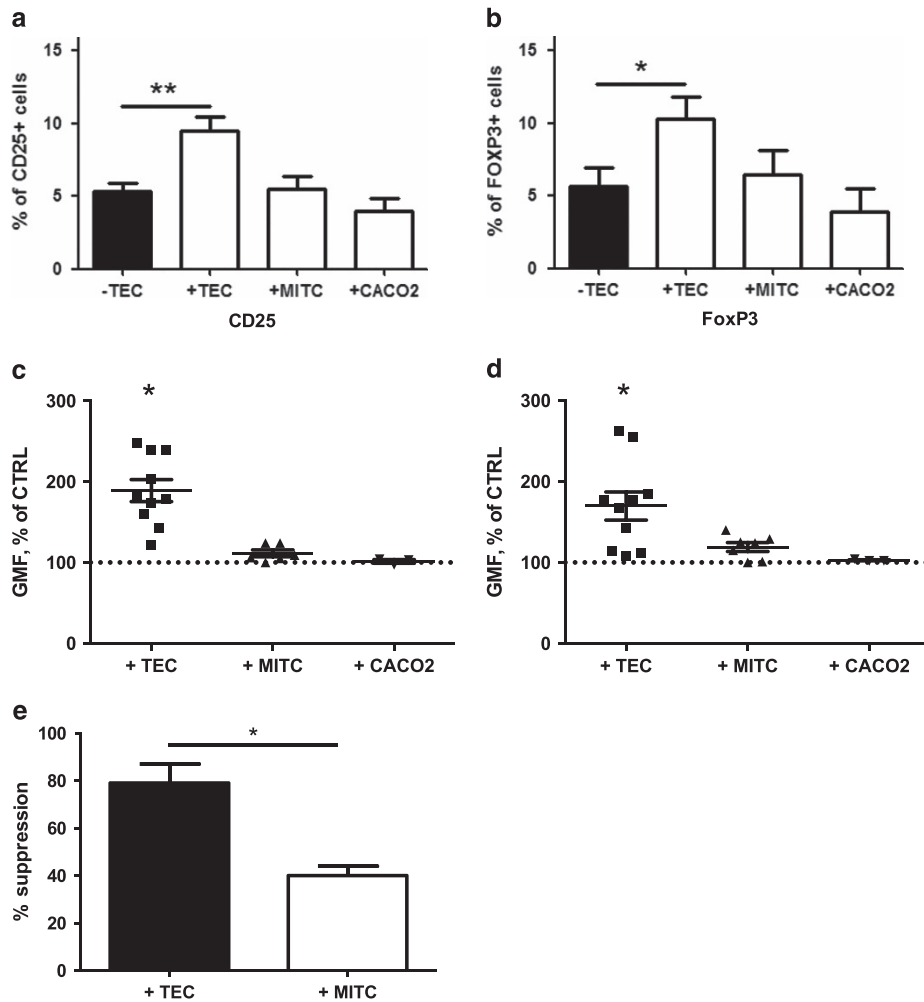 a
% of CD25+ cells
15
10
5
0
**
-TEC +TEC +MITC +CACO2
CD25
b
% of FOXP3+ cells
15
10
5
0
*
-TEC +TEC +MITC +CACO2
FoxP3
c
GMF, % of CTRL
300
200
100
0
*
+ TEC + MITC + CACO2
d
GMF, % of CTRL
300
200
100
0
*
+ TEC + MITC + CACO2
e
% suppression
100
80
60
40
20
0
*
+ TEC + MITC